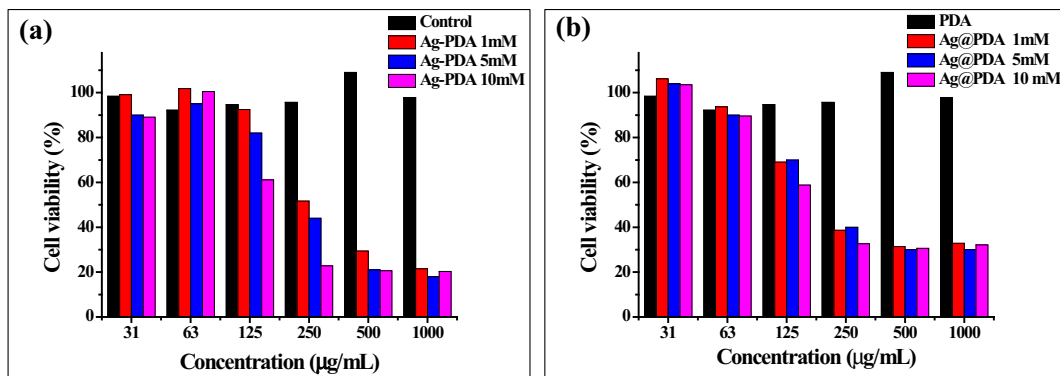 (a)
Control
Ag-PDA 1mM
Ag-PDA 5mM
Ag-PDA 10mM
100
80
60
40
20
0
Cell viability (%)
31 63 125 250 500 1000
Concentration (μg/mL)
(b)
PDA
Ag@PDA 1mM
Ag@PDA 5mM
Ag@PDA 10 mM
100
80
60
40
20
0
Cell viability (%)
31 63 125 250 500 1000
Concentration (μg/mL)